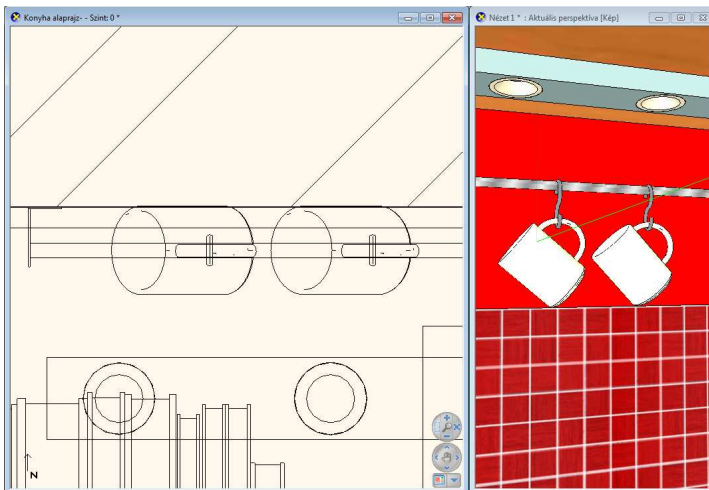 Konyha alaprajz- - Szint: 0 *
Nézet 1 * : Aktuális perspektíva [Kép]
N